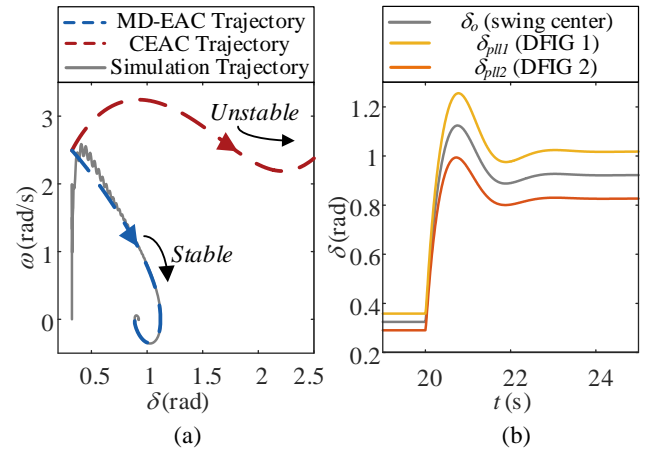 MD-EAC Trajectory
CEAC Trajectory
Simulation Trajectory
Unstable
Stable
3
2
1
0
ω(rad/s)
0.5 1 1.5 2 2.5
δ(rad)
(a)
δo (swing center)
δpll1 (DFIG 1)
δpll2 (DFIG 2)
1.2
1
0.8
0.6
0.4
0.2
δ(rad)
20 22 24
t(s)
(b)